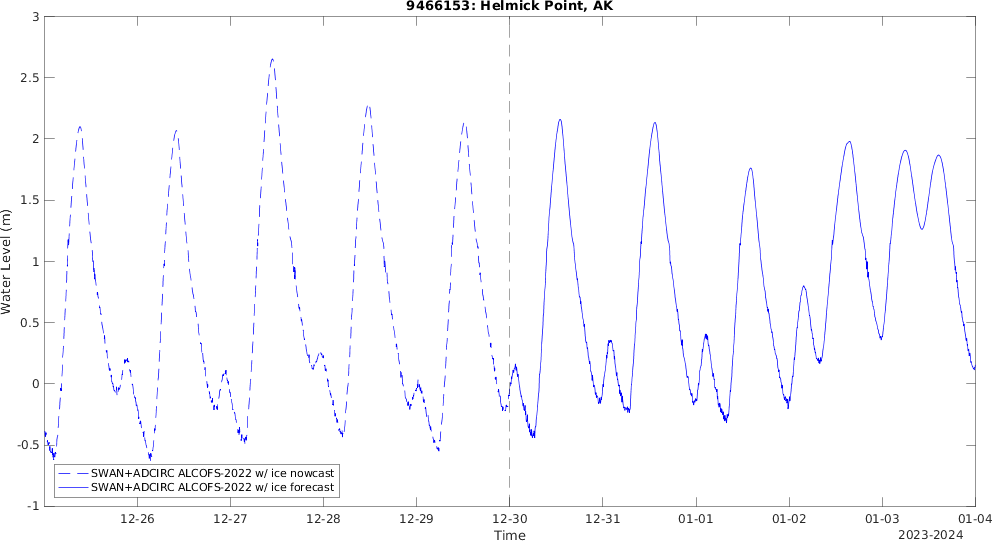 9466153: Helmick Point, AK
3
2.5
2
1.5
1
0.5
0
-0.5
-1
Water Level (m)
SWAN+ADCIRC ALCOFS-2022 w/ ice nowcast
SWAN+ADCIRC ALCOFS-2022 w/ ice forecast
12-26 12-27 12-28 12-29 12-30 12-31 01-01 01-02 01-03 01-04
Time
2023-2024